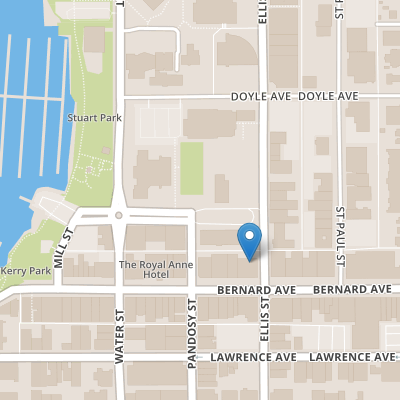 ELLIS
DOYLE AVE
DOYLE AVE
Stuart Park
ST. PAUL ST
MILL ST
Kerry Park
The Royal Anne
Hotel
BERNARD AVE
BERNARD AVE
WATER ST
PANDOSY ST
ELLIS ST
LAWRENCE AVE
LAWRENCE AVE